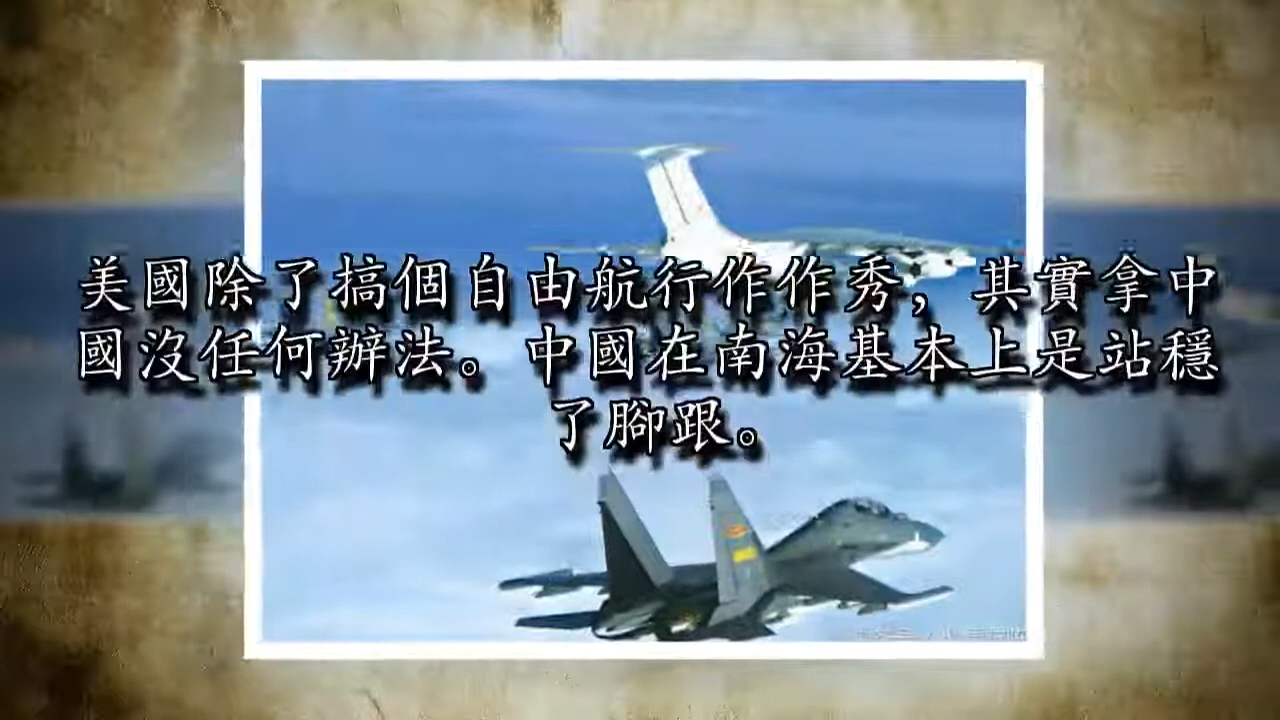 美國除了搞個自由航行作作秀，其實拿中
國沒任何辦法。中國在南海基本上是站穩
了腳跟。